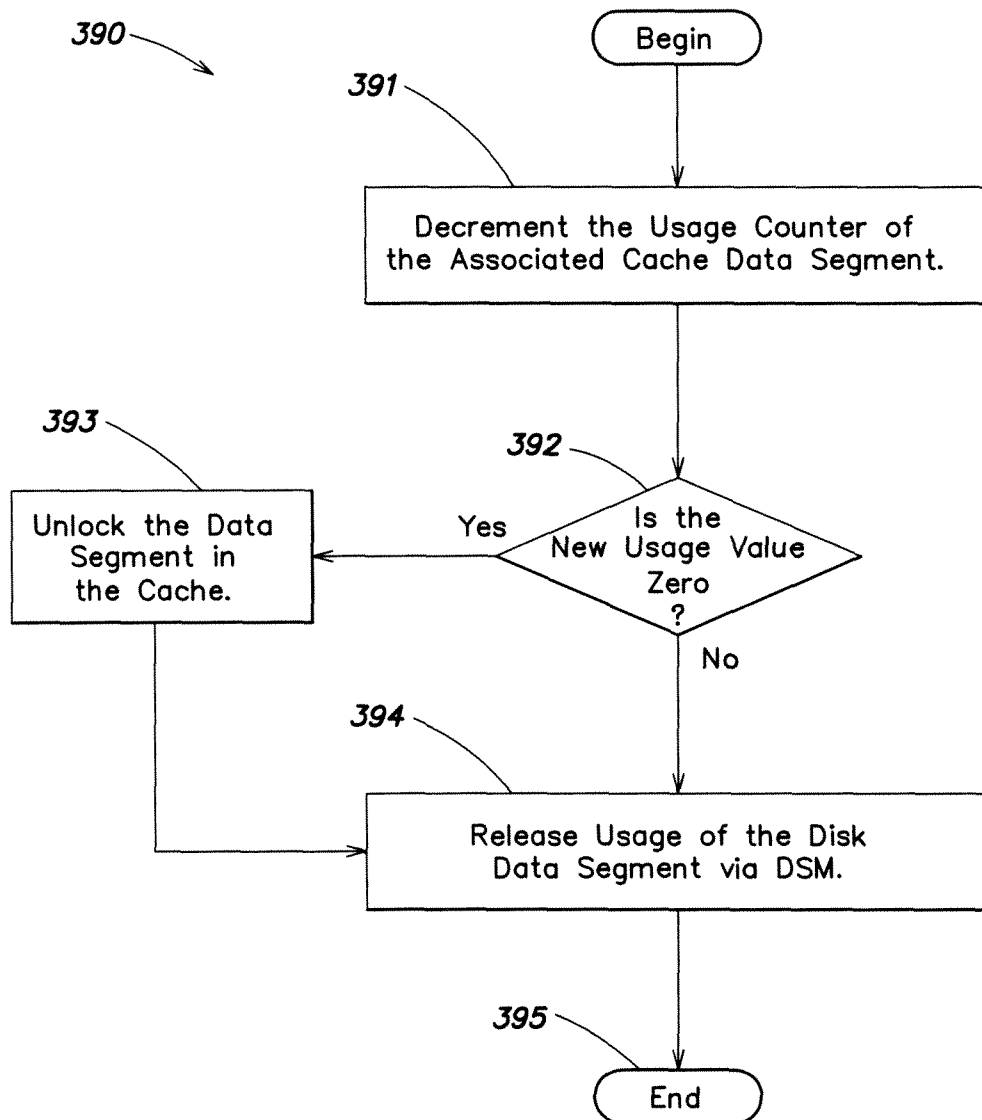 390
Begin
391
Decrement the Usage Counter of
the Associated Cache Data Segment.
393
392
Unlock the Data
Segment in
the Cache.
Yes
Is the
New Usage Value
Zero
?
No
394
Release Usage of the Disk
Data Segment via DSM.
395
End